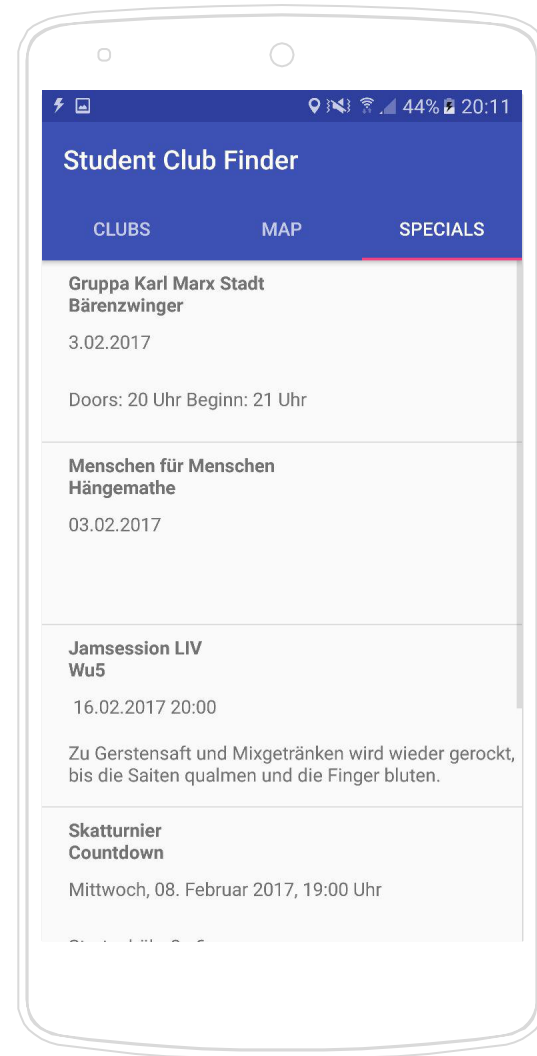 44% 20:11
Student Club Finder
CLUBS MAP SPECIALS
Gruppa Karl Marx Stadt
Bärenzwinger
3.02.2017
Doors: 20 Uhr Beginn: 21 Uhr
Menschen für Menschen
Hängemathe
03.02.2017
Jamsession LIV
Wu5
16.02.2017 20:00
Zu Gerstensaft und Mixgetränken wird wieder gerockt,
bis die Saiten qualmen und die Finger bluten.
Skatturnier
Countdown
Mittwoch, 08. Februar 2017, 19:00 Uhr